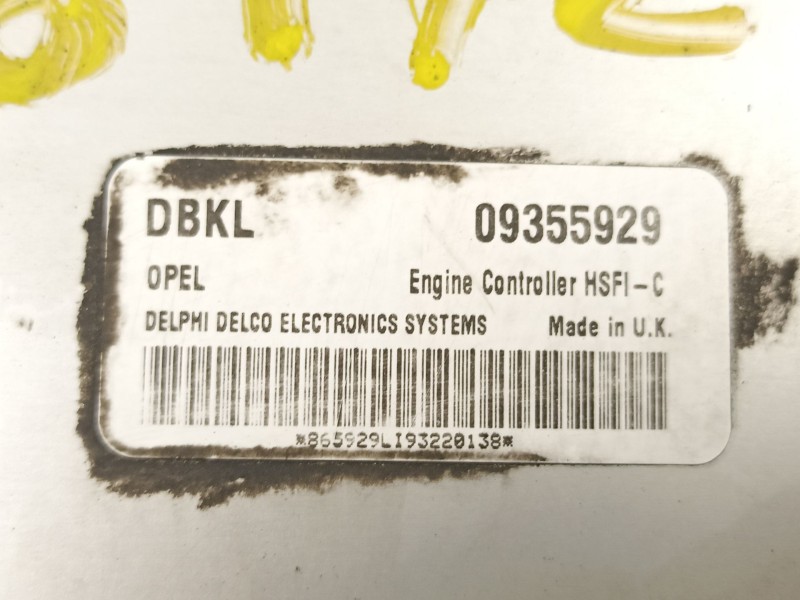 DBKL 09355929
OPEL Engine Controller HSFI-C
DELPHI DELCO ELECTRONICS SYSTEMS Made in U.K.
*865929LI93220138*